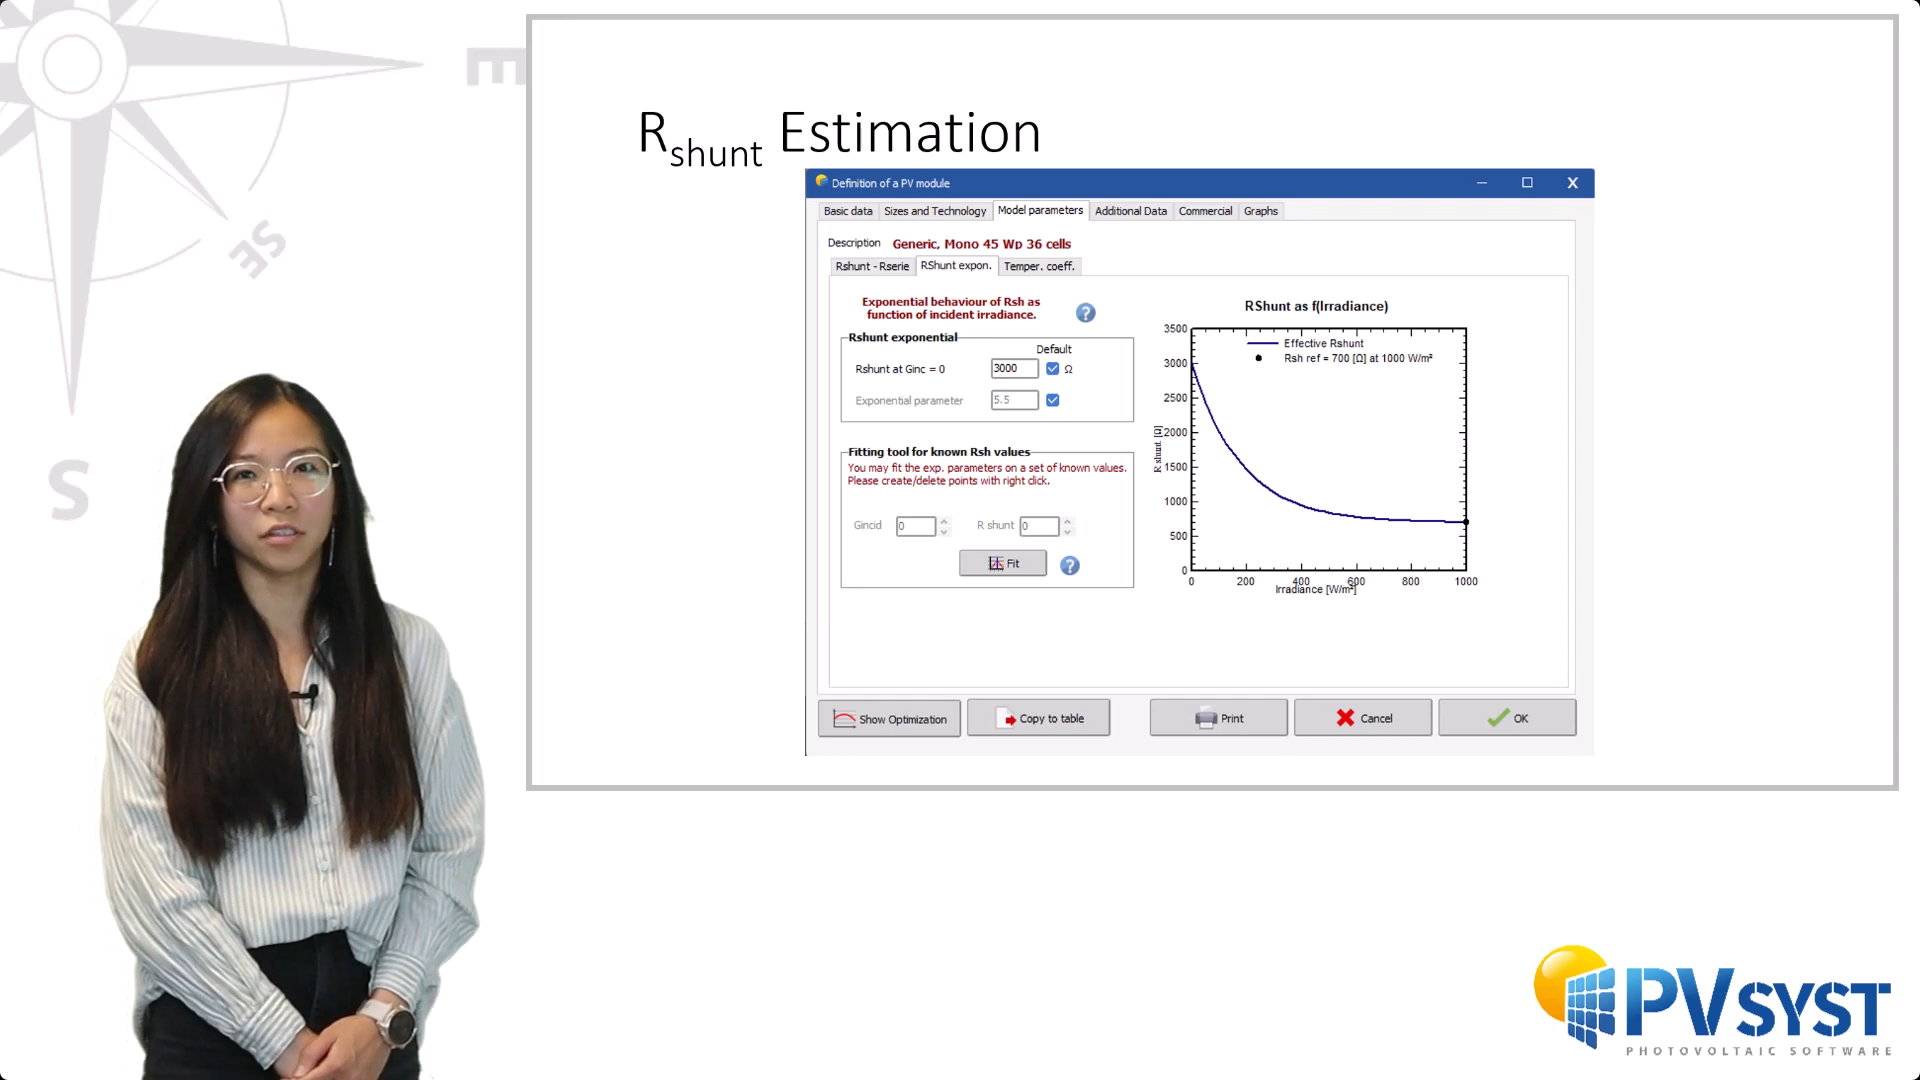 E
SE
S
R shunt Estimation
Definition of a PV module
Basic data Sizes and Technology Model parameters Additional Data Commercial Graphs
Description Generic, Mono 45 Wp 36 cells
Rshunt - Rserie RShunt expon. Temper. coeff.
Exponential behaviour of Rsh as
function of incident irradiance.
Rshunt exponential
Default
Rshunt at Ginc = 0 3000 Ω
Exponential parameter 5.5
Fitting tool for known Rsh values
You may fit the exp. parameters on a set of known values.
Please create/delete points with right click.
Gincid 0 R shunt 0
Fit
RShunt as f(Irradiance)
Effective Rshunt
Rsh ref = 700 [Ω] at 1000 W/m²
3500
3000
2500
2000
1500
1000
500
0
R shunt [Ω]
0 200 400 600 800 1000
Irradiance [W/m²]
Show Optimization Copy to table Print Cancel OK
PVSYST
PHOTOVOLTAIC SOFTWARE